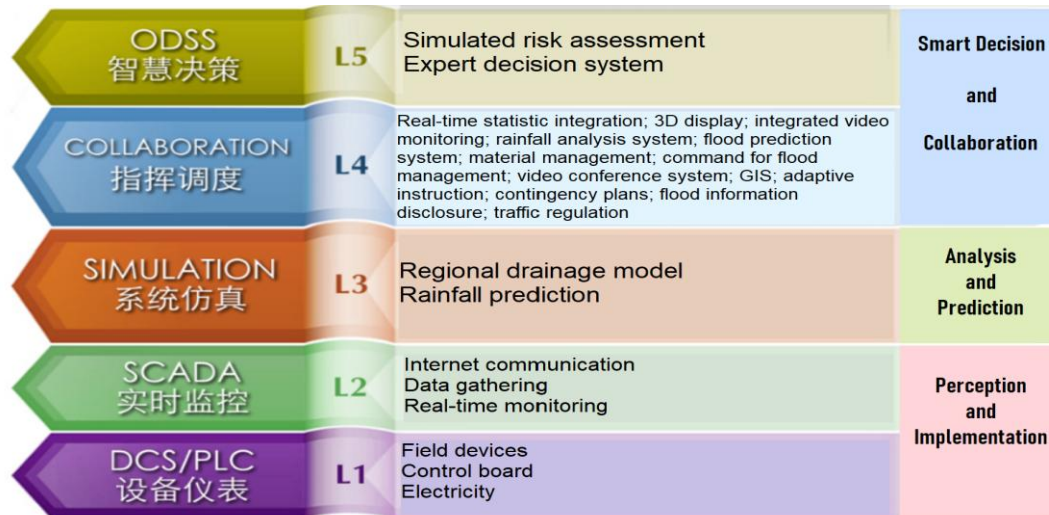 ODSS
智慧决策
L5
Simulated risk assessment
Expert decision system
COLLABORATION
指挥调度
L4
Real-time statistic integration; 3D display; integrated video
monitoring; rainfall analysis system; flood prediction
system; material management; command for flood
management; video conference system; GIS; adaptive
instruction; contingency plans; flood information
disclosure; traffic regulation
Smart Decision
and
Collaboration
SIMULATION
系统仿真
L3
Regional drainage model
Rainfall prediction
Analysis
and
Prediction
SCADA
实时监控
L2
Internet communication
Data gathering
Real-time monitoring
DCS/PLC
设备仪表
L1
Field devices
Control board
Electricity
Perception
and
Implementation